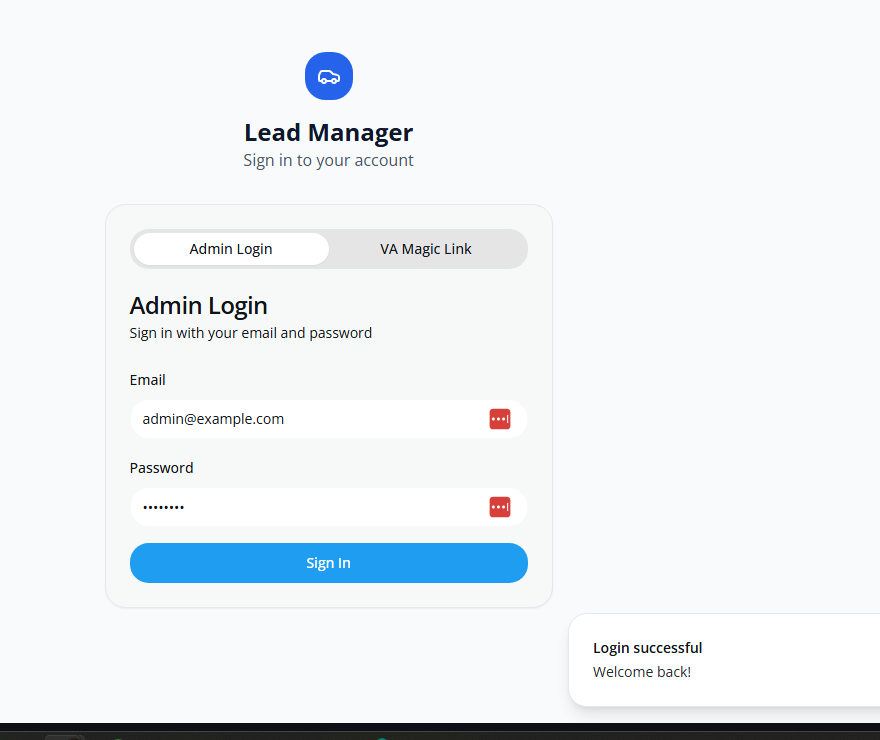 Lead Manager
Sign in to your account
Admin Login
VA Magic Link
Admin Login
Sign in with your email and password
Email
admin@example.com
Password
••••••••
Sign In
Login successful
Welcome back!